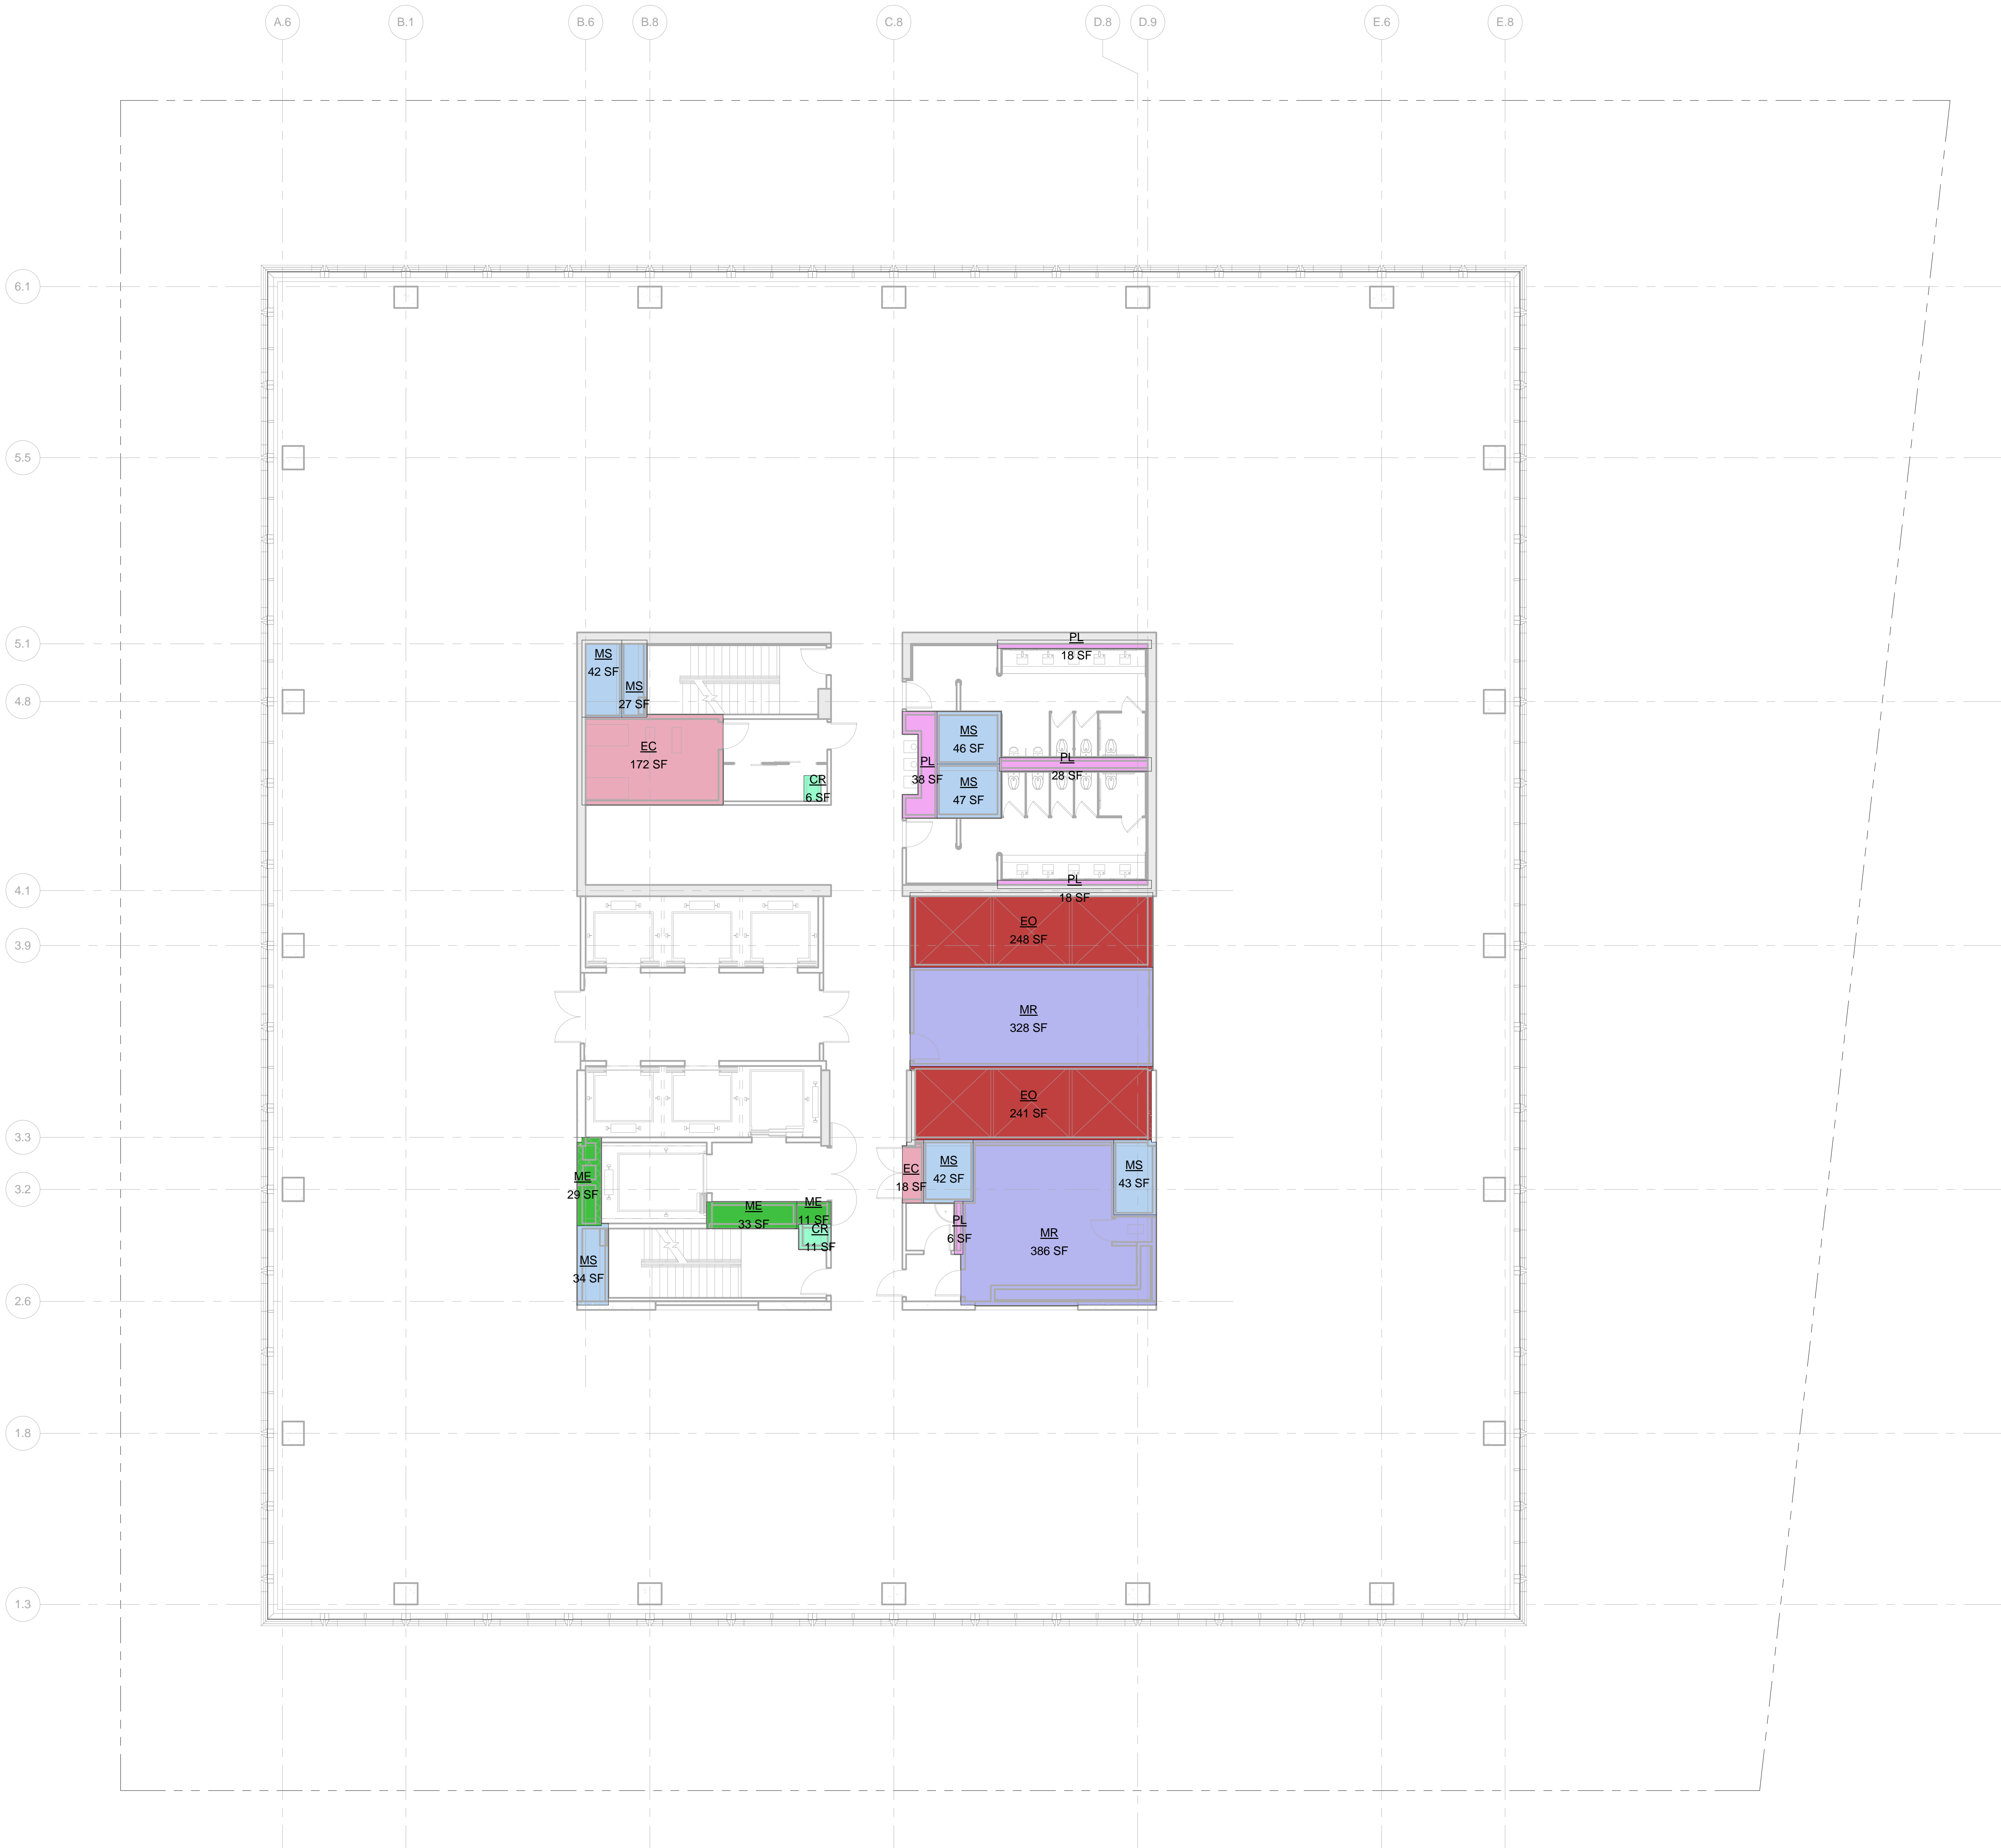 A.6
B.1
B.6
B.8
C.8
D.8
D.9
E.6
E.8
6.1
5.5
5.1
4.8
4.1
3.9
3.3
3.2
2.6
1.8
1.3
MS
42 SF
MS
27 SF
EC
172 SF
CR
6 SF
PL
18 SF
MS
46 SF
PL
38 SF
PL
28 SF
MS
47 SF
PL
18 SF
EO
248 SF
MR
328 SF
EO
241 SF
ME
29 SF
ME
33 SF
ME
11 SF
CR
11 SF
MS
34 SF
EC
18 SF
MS
42 SF
MS
43 SF
PL
6 SF
MR
386 SF